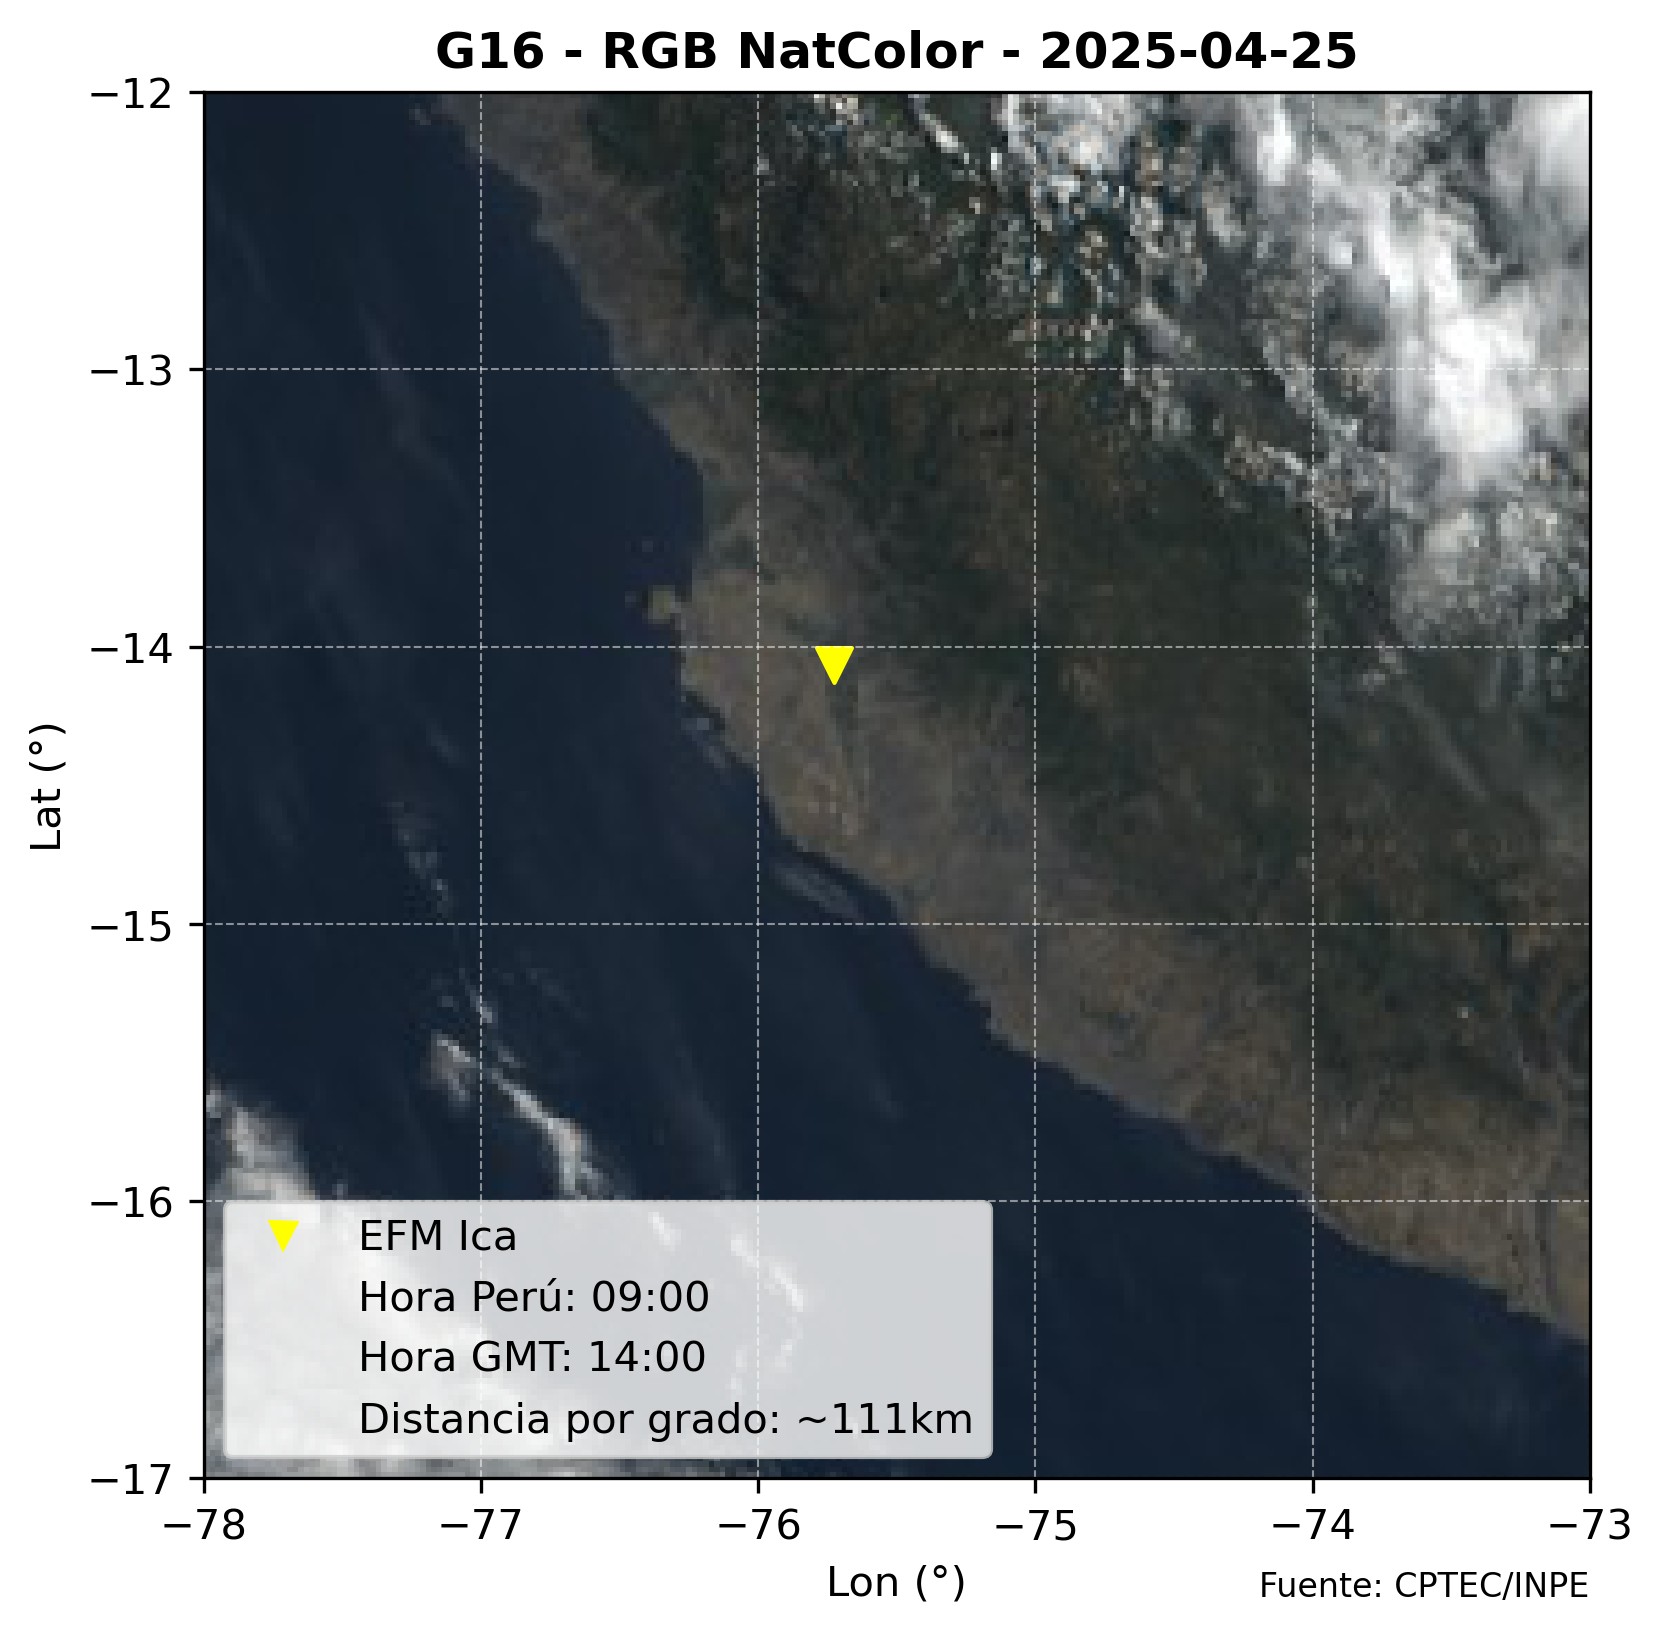 G16 - RGB NatColor - 2025-04-25
−12
−13
−14
−15
−16
−17
Lat (°)
EFM Ica
Hora Perú: 09:00
Hora GMT: 14:00
Distancia por grado: ~111km
−78
−77
−76
−75
−74
−73
Lon (°)
Fuente: CPTEC/INPE